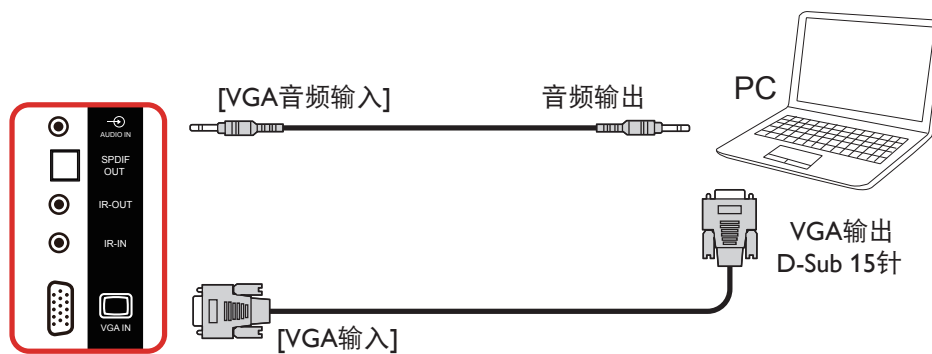 [VGA音频输入]
音频输出
PC
AUDIO IN
SPDIF
OUT
IR-OUT
IR-IN
VGA IN
VGA输出
D-Sub 15针
[VGA输入]